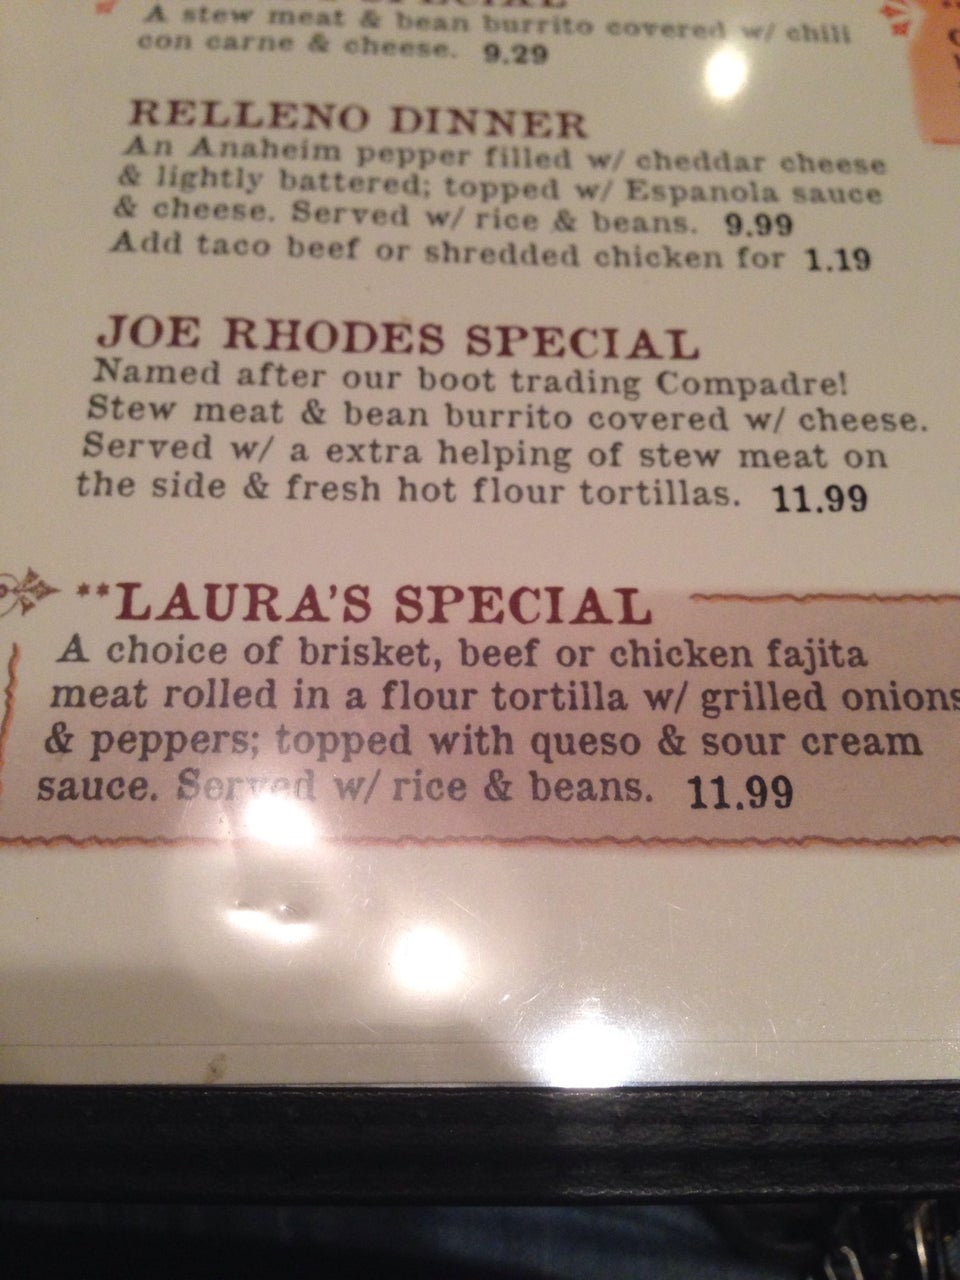 SPECIAL
A stew meat & bean burrito covered w/ chili
con carne & cheese. 9.29
RELLENO DINNER
An Anaheim pepper filled w/ cheddar cheese
& lightly battered; topped w/ Espanola sauce
& cheese. Served w/ rice & beans. 9.99
Add taco beef or shredded chicken for 1.19
JOE RHODES SPECIAL
Named after our boot trading Compadre!
Stew meat & bean burrito covered w/ cheese.
Served w/ a extra helping of stew meat on
the side & fresh hot flour tortillas. 11.99
**LAURA'S SPECIAL
A choice of brisket, beef or chicken fajita
meat rolled in a flour tortilla w/ grilled onions
& peppers; topped with queso & sour cream
sauce. Served w/ rice & beans. 11.99